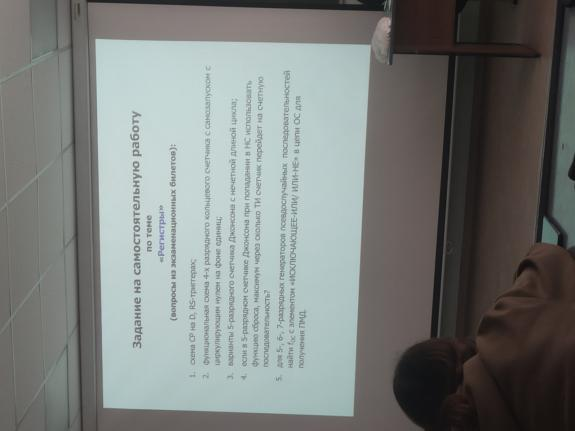 Задание на самостоятельную работу
по теме
«Регистры»
(вопросы из экзаменационных билетов):
1. схема СР на D, RS-триггерах;
2. функциональная схема 4-х разрядного кольцевого счетчика с самозапуском с
циркулирующим нулем на фоне единиц;
3. варианты 5-разрядного счетчика Джонсона с нечетной длиной цикла;
4. если в 5-разрядном счетчике Джонсона при попадании в НС использовать
функцию сброса, максимум через сколько ТИ счетчик перейдет на счетную
последовательность?
5. для 5-, 6-, 7-разрядных генераторов псевдослучайных последовательностей
найти fос с элементом «ИСКЛЮЧАЮЩЕЕ-ИЛИ/ ИЛИ-НЕ» в цепи ОС для
получения ПМД.